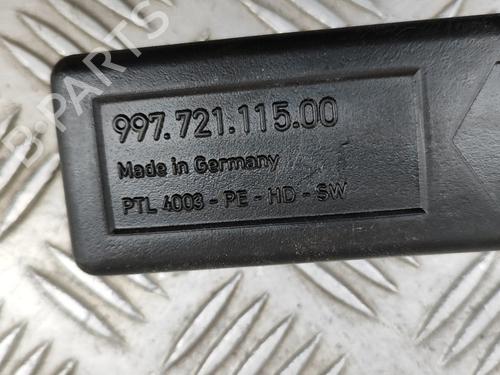 997.721.115.00
Made in Germany
PTL 4003 - PE - HD - SW
B-PARTS